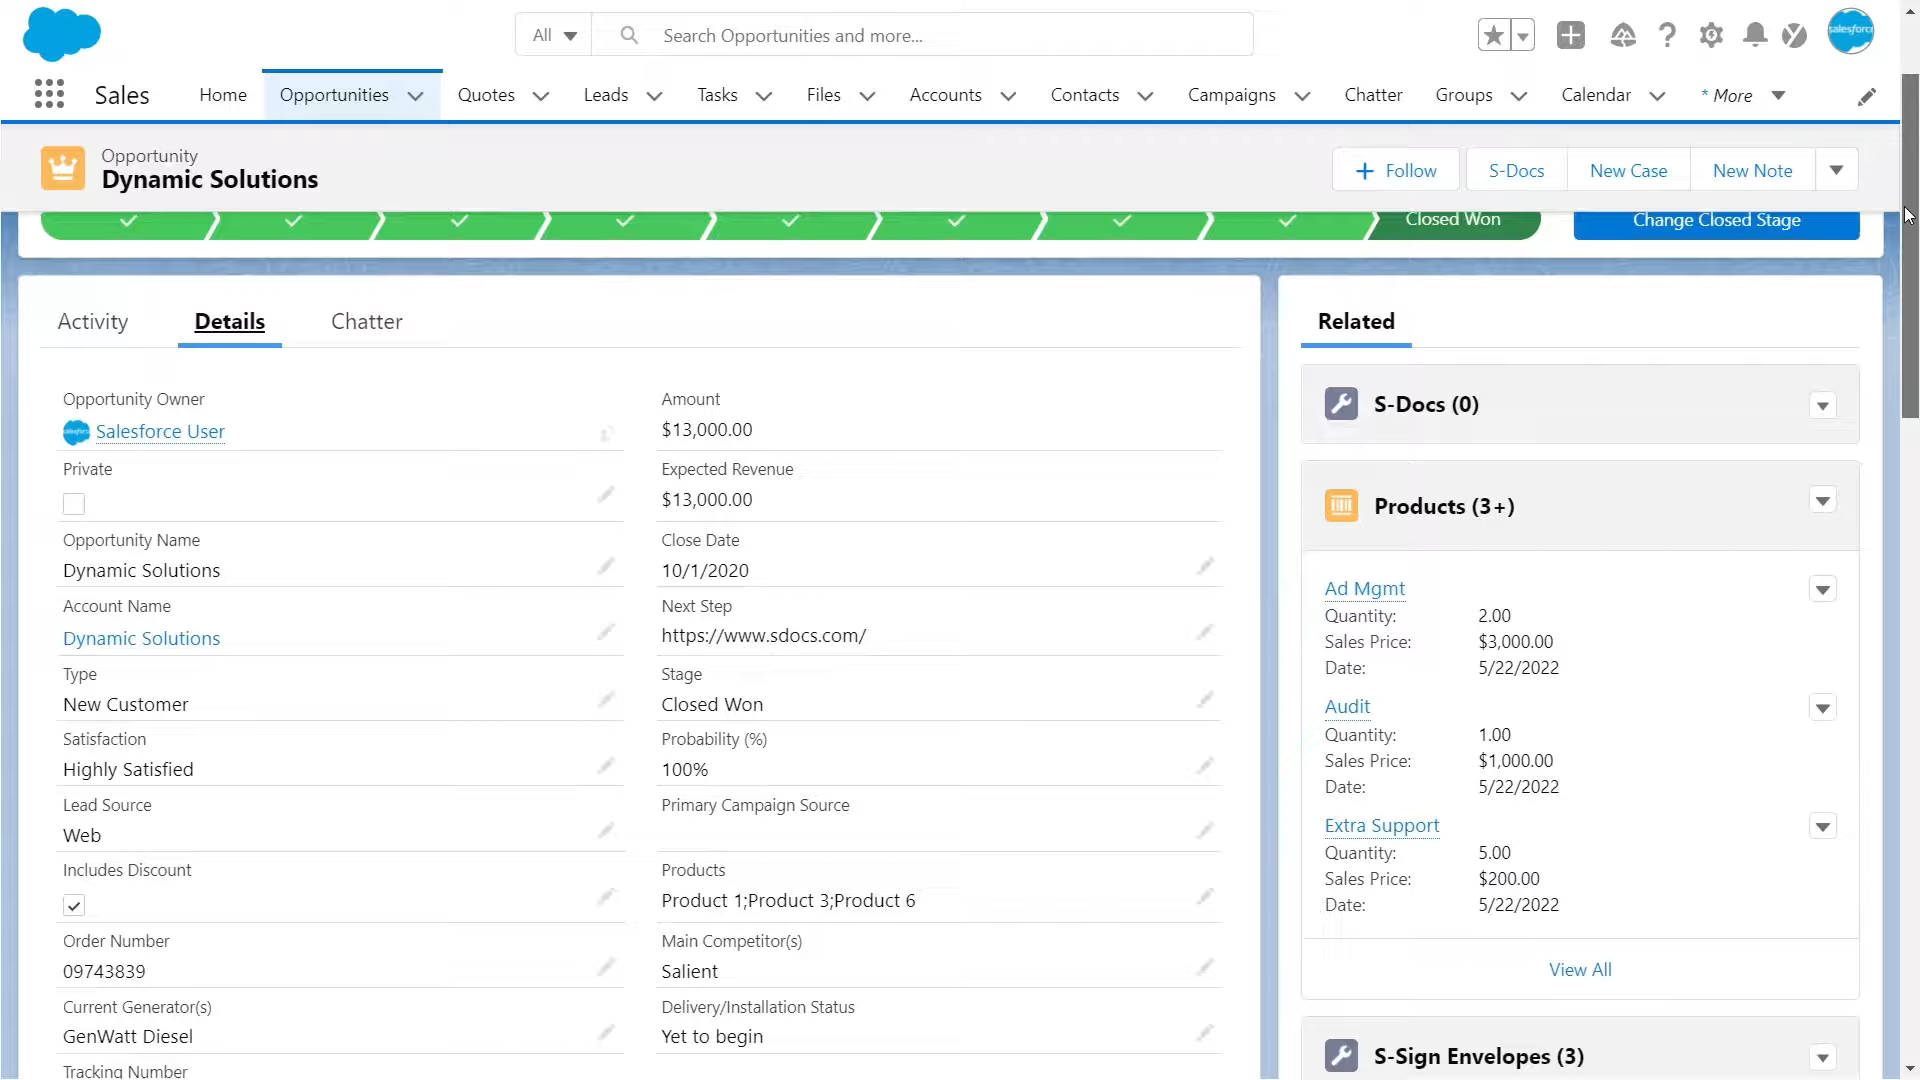 All
Search Opportunities and more...
salesforce
Sales
Home
Opportunities
Quotes
Leads
Tasks
Files
Accounts
Contacts
Campaigns
Chatter
Groups
Calendar
* More
Opportunity
Dynamic Solutions
Follow
S-Docs
New Case
New Note
Closed Won
Change Closed Stage
Activity
Details
Chatter
Opportunity Owner
Salesforce User
Private
Opportunity Name
Dynamic Solutions
Account Name
Dynamic Solutions
Type
New Customer
Satisfaction
Highly Satisfied
Lead Source
Web
Includes Discount
Order Number
09743839
Current Generator(s)
GenWatt Diesel
Tracking Number
Amount
$13,000.00
Expected Revenue
$13,000.00
Close Date
10/1/2020
Next Step
https://www.sdocs.com/
Stage
Closed Won
Probability (%)
100%
Primary Campaign Source
Products
Product 1;Product 3;Product 6
Main Competitor(s)
Salient
Delivery/Installation Status
Yet to begin
Related
S-Docs (0)
Products (3+)
Ad Mgmt
Quantity: 2.00
Sales Price: $3,000.00
Date: 5/22/2022
Audit
Quantity: 1.00
Sales Price: $1,000.00
Date: 5/22/2022
Extra Support
Quantity: 5.00
Sales Price: $200.00
Date: 5/22/2022
View All
S-Sign Envelopes (3)